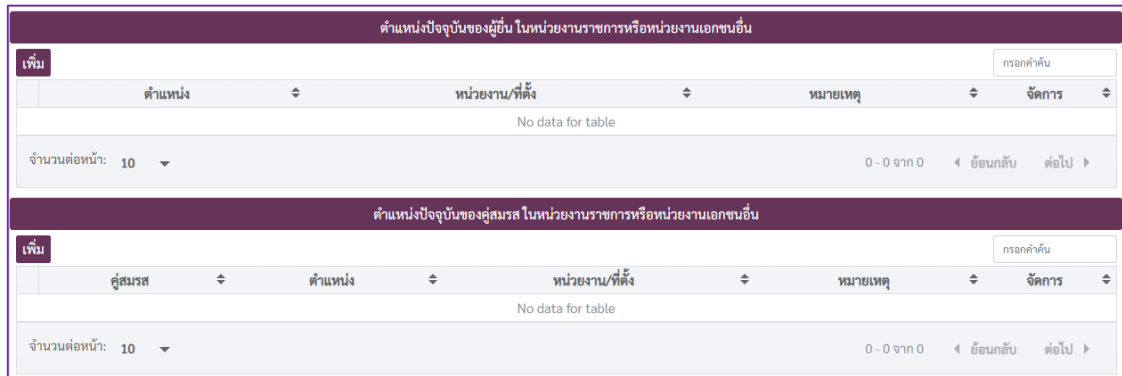 ตำแหน่งปัจจุบันของผู้ยื่น ในหน่วยงานราชการหรือหน่วยงานเอกชนอื่น
เพิ่ม กรอกคำค้น
ตำแหน่ง หน่วยงาน/ที่ตั้ง หมายเหตุ จัดการ
No data for table
จำนวนต่อหน้า: 10 0 - 0 จาก 0 ย้อนกลับ ต่อไป
ตำแหน่งปัจจุบันของคู่สมรส ในหน่วยงานราชการหรือหน่วยงานเอกชนอื่น
เพิ่ม กรอกคำค้น
คู่สมรส ตำแหน่ง หน่วยงาน/ที่ตั้ง หมายเหตุ จัดการ
No data for table
จำนวนต่อหน้า: 10 0 - 0 จาก 0 ย้อนกลับ ต่อไป